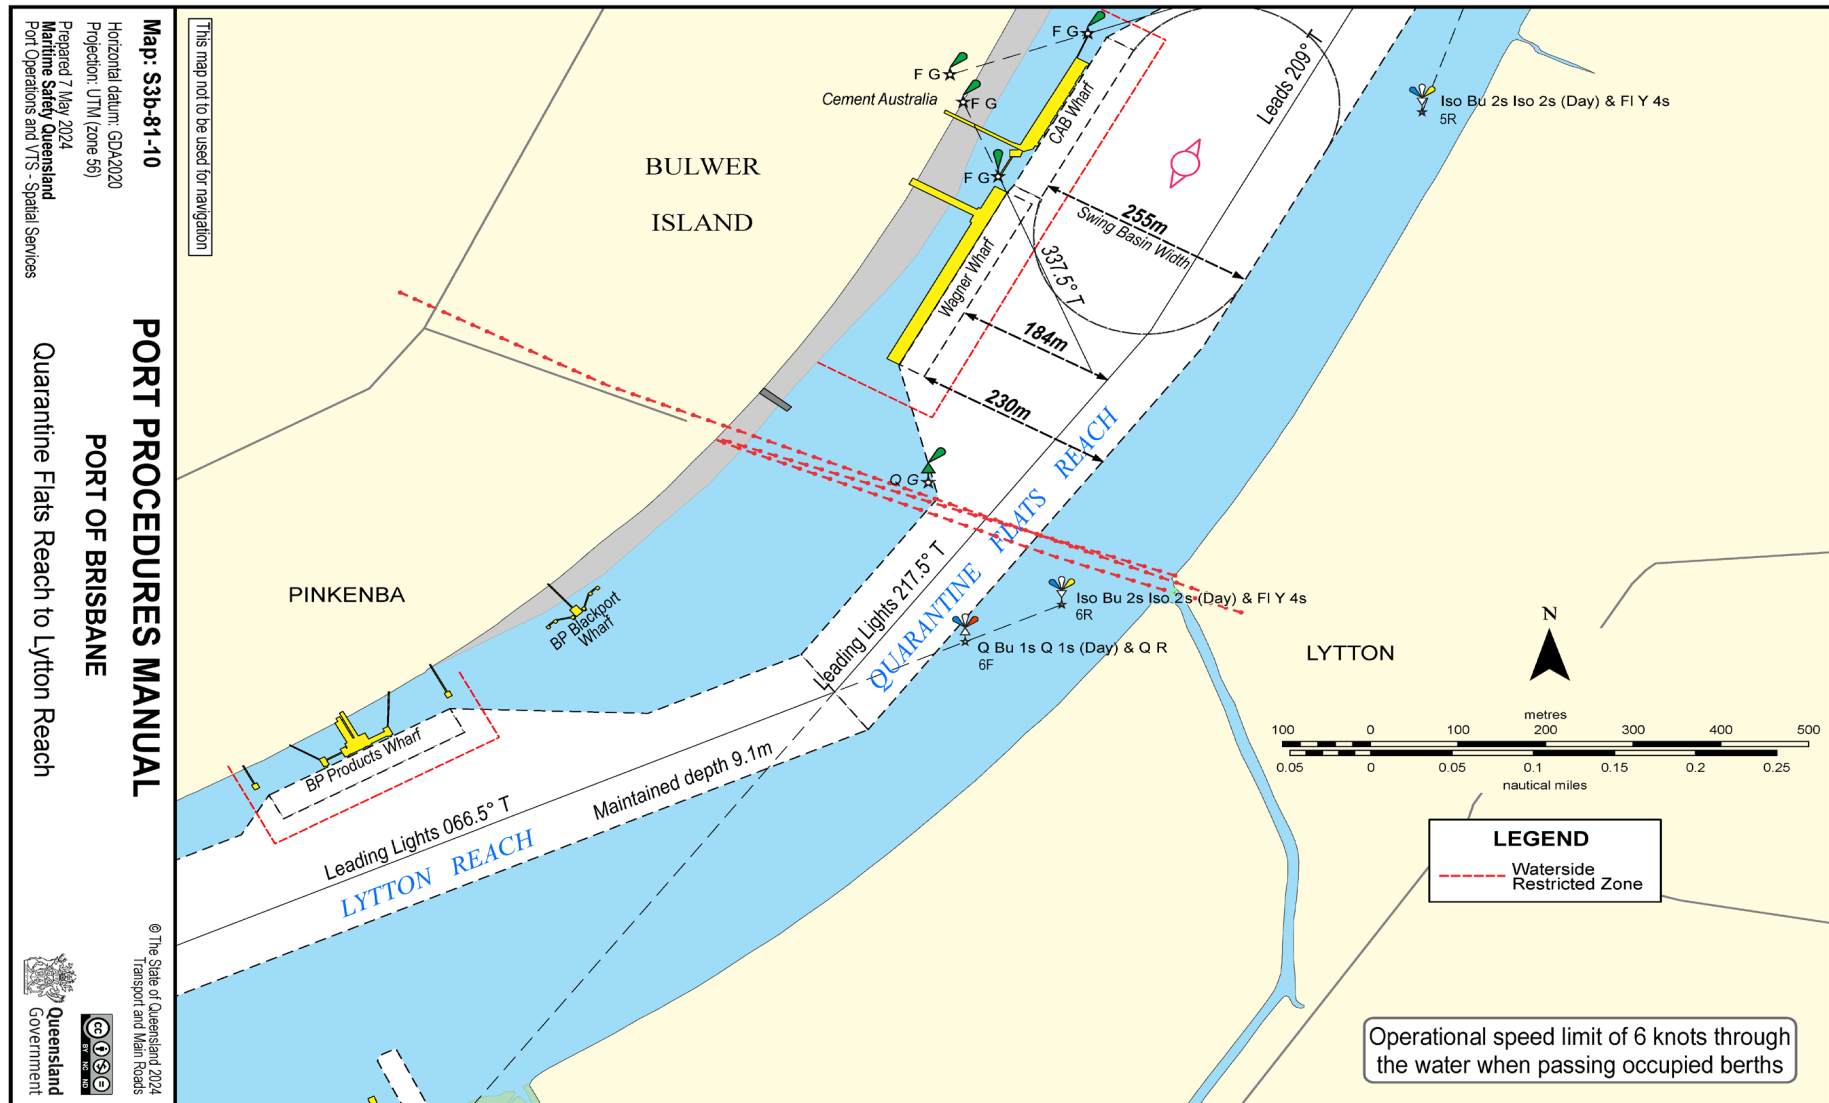 Map: S3b-81-10
Horizontal datum: GDA2020
Projection: UTM (zone 56)
Prepared 7 May 2024
Maritime Safety Queensland
Port Operations and VTS - Spatial Services
PORT PROCEDURES MANUAL
PORT OF BRISBANE
Quarantine Flats Reach to Lytton Reach
© The State of Queensland 2024
Transport and Main Roads
cc
BY NC ND
Queensland
Government
This map not to be used for navigation
F G
F G
Cement Australia
F G
CAB Wharf
F G
BULWER
ISLAND
Wagner Wharf
Leads 209° T
Iso Bu 2s Iso 2s (Day) & Fl Y 4s
5R
255m
Swing Basin Width
337.5° T
184m
230m
Q G
QUARANTINE FLATS REACH
Leading Lights 217.5° T
Iso Bu 2s Iso 2s (Day) & Fl Y 4s
6R
Q Bu 1s Q 1s (Day) & Q R
6F
PINKENBA
BP Blackport
Wharf
BP Products Wharf
Leading Lights 066.5° T
Maintained depth 9.1m
LYTTON REACH
LYTTON
N
metres
100 0 100 200 300 400 500
0.05 0 0.05 0.1 0.15 0.2 0.25
nautical miles
LEGEND
Waterside
Restricted Zone
Operational speed limit of 6 knots through
the water when passing occupied berths